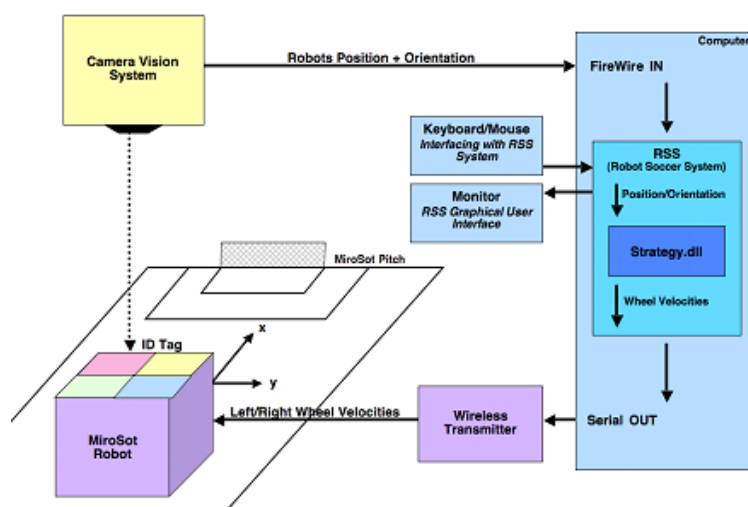 Computer
Camera Vision
System
Robots Position + Orientation
FireWire IN
Keyboard/Mouse
Interfacing with RSS
System
RSS
(Robot Soccer System)
Monitor
RSS Graphical User
Interface
Position/Orientation
Strategy.dll
MiroSot Pitch
Wheel Velocities
x
ID Tag
y
Left/Right Wheel Velocities
Wireless
Transmitter
Serial OUT
MiroSot
Robot